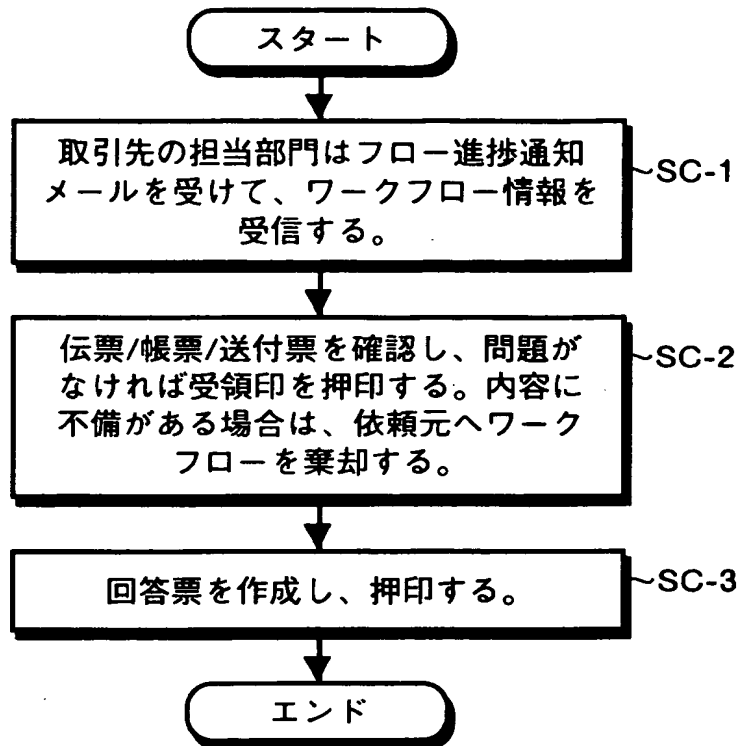 スタート
取引先の担当部門はフロー進捗通知
メールを受けて、ワークフロー情報を
受信する。
~SC-1
伝票/帳票/送付票を確認し、問題が
なければ受領印を押印する。内容に
不備がある場合は、依頼元へワーク
フローを棄却する。
~SC-2
回答票を作成し、押印する。
~SC-3
エンド